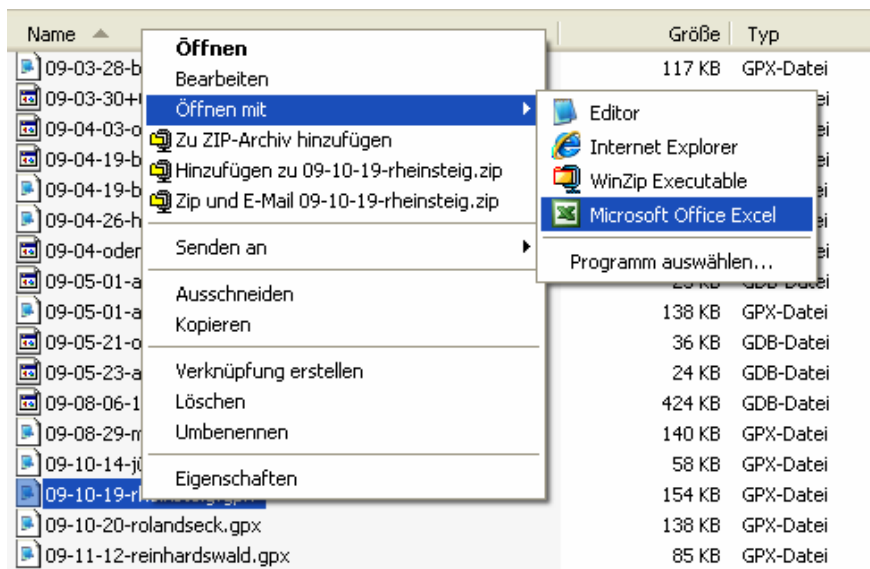 Name Größe Typ
09-03-28-b 117 KB GPX-Datei
09-03-30+
09-04-03-o
09-04-19-b
09-04-19-b
09-04-26-h
09-04-oder
09-05-01-a
09-05-01-a 138 KB GPX-Datei
09-05-21-o 36 KB GDB-Datei
09-05-23-a 24 KB GDB-Datei
09-08-06-1 424 KB GDB-Datei
09-08-29-m 140 KB GPX-Datei
09-10-14-jü 58 KB GPX-Datei
09-10-19-rheinsteig.gpx 154 KB GPX-Datei
09-10-20-rolandseck.gpx 138 KB GPX-Datei
09-11-12-reinhardswald.gpx 85 KB GPX-Datei
Öffnen
Bearbeiten
Öffnen mit
Zu ZIP-Archiv hinzufügen
Hinzufügen zu 09-10-19-rheinsteig.zip
Zip und E-Mail 09-10-19-rheinsteig.zip
Senden an
Ausschneiden
Kopieren
Verknüpfung erstellen
Löschen
Umbenennen
Eigenschaften
Editor
Internet Explorer
WinZip Executable
Microsoft Office Excel
Programm auswählen...